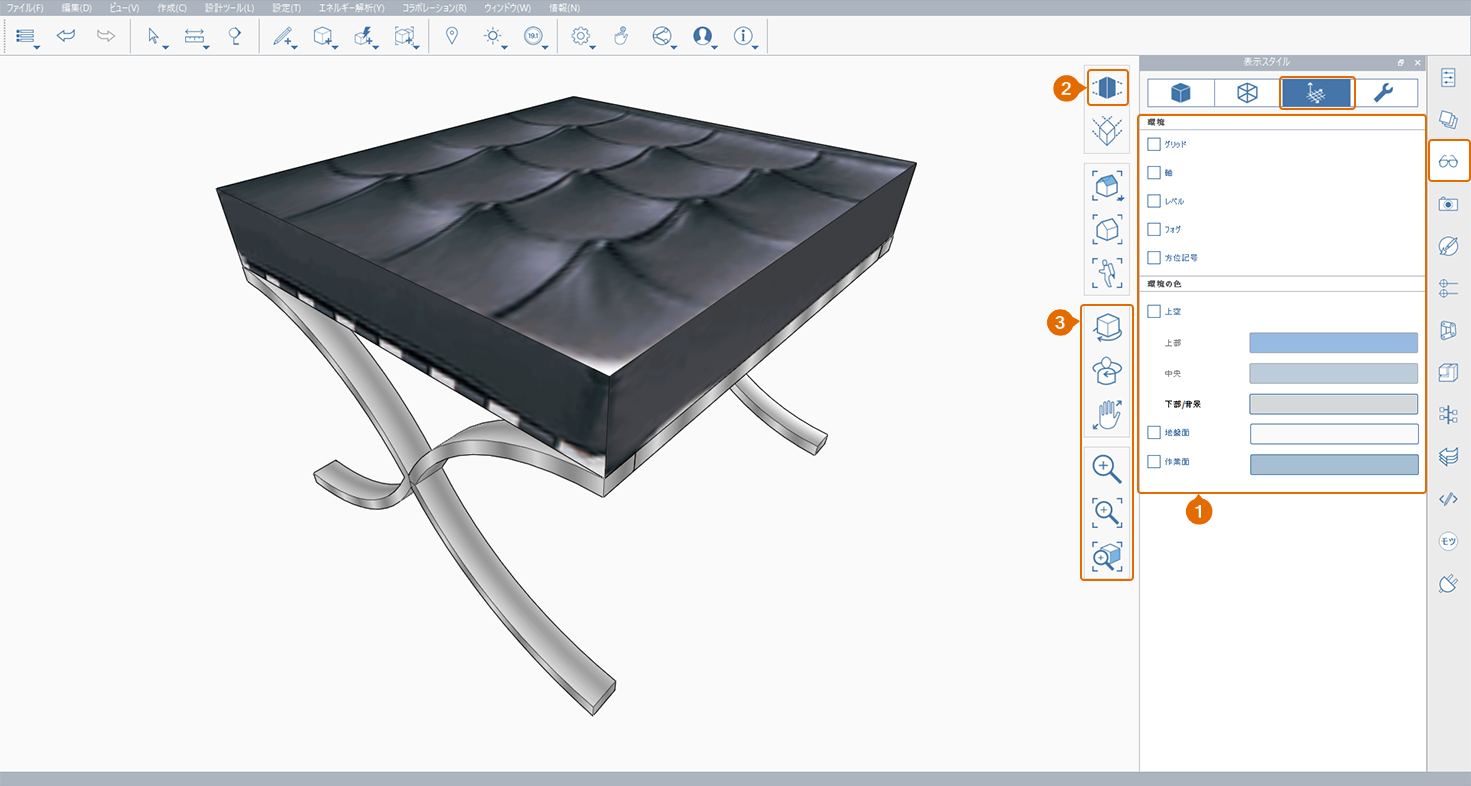 ファイル(F) 編集(D) ビュー(V) 作成(C) 設計ツール(L) 設定(T) エネルギー解析(Y) コラボレーション(R) ウィンドウ(W) 情報(N)
19.1
表示スタイル
2
環境
グリッド
軸
レベル
フォグ
方位記号
環境の色
上空
3
上部
中央
下部/背景
地盤面
作業面
1
モツ